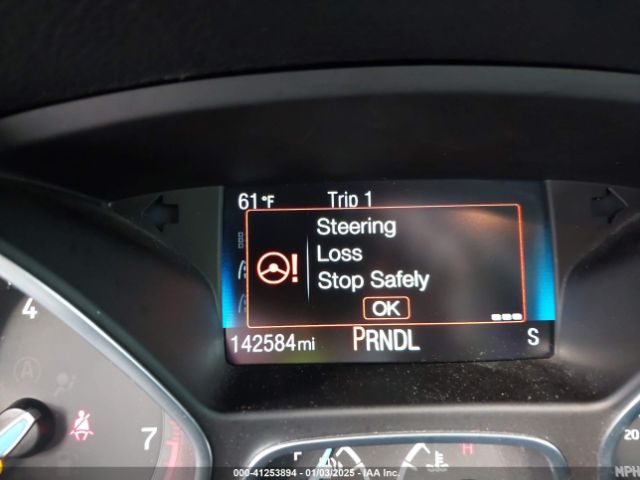 61°F
Trip 1
Steering
Loss
Stop Safely
OK
142584mi
PRNDL
S
4
7
A
F
H
20
MPH
000-41253894 - 01/03/2025 - IAA Inc.